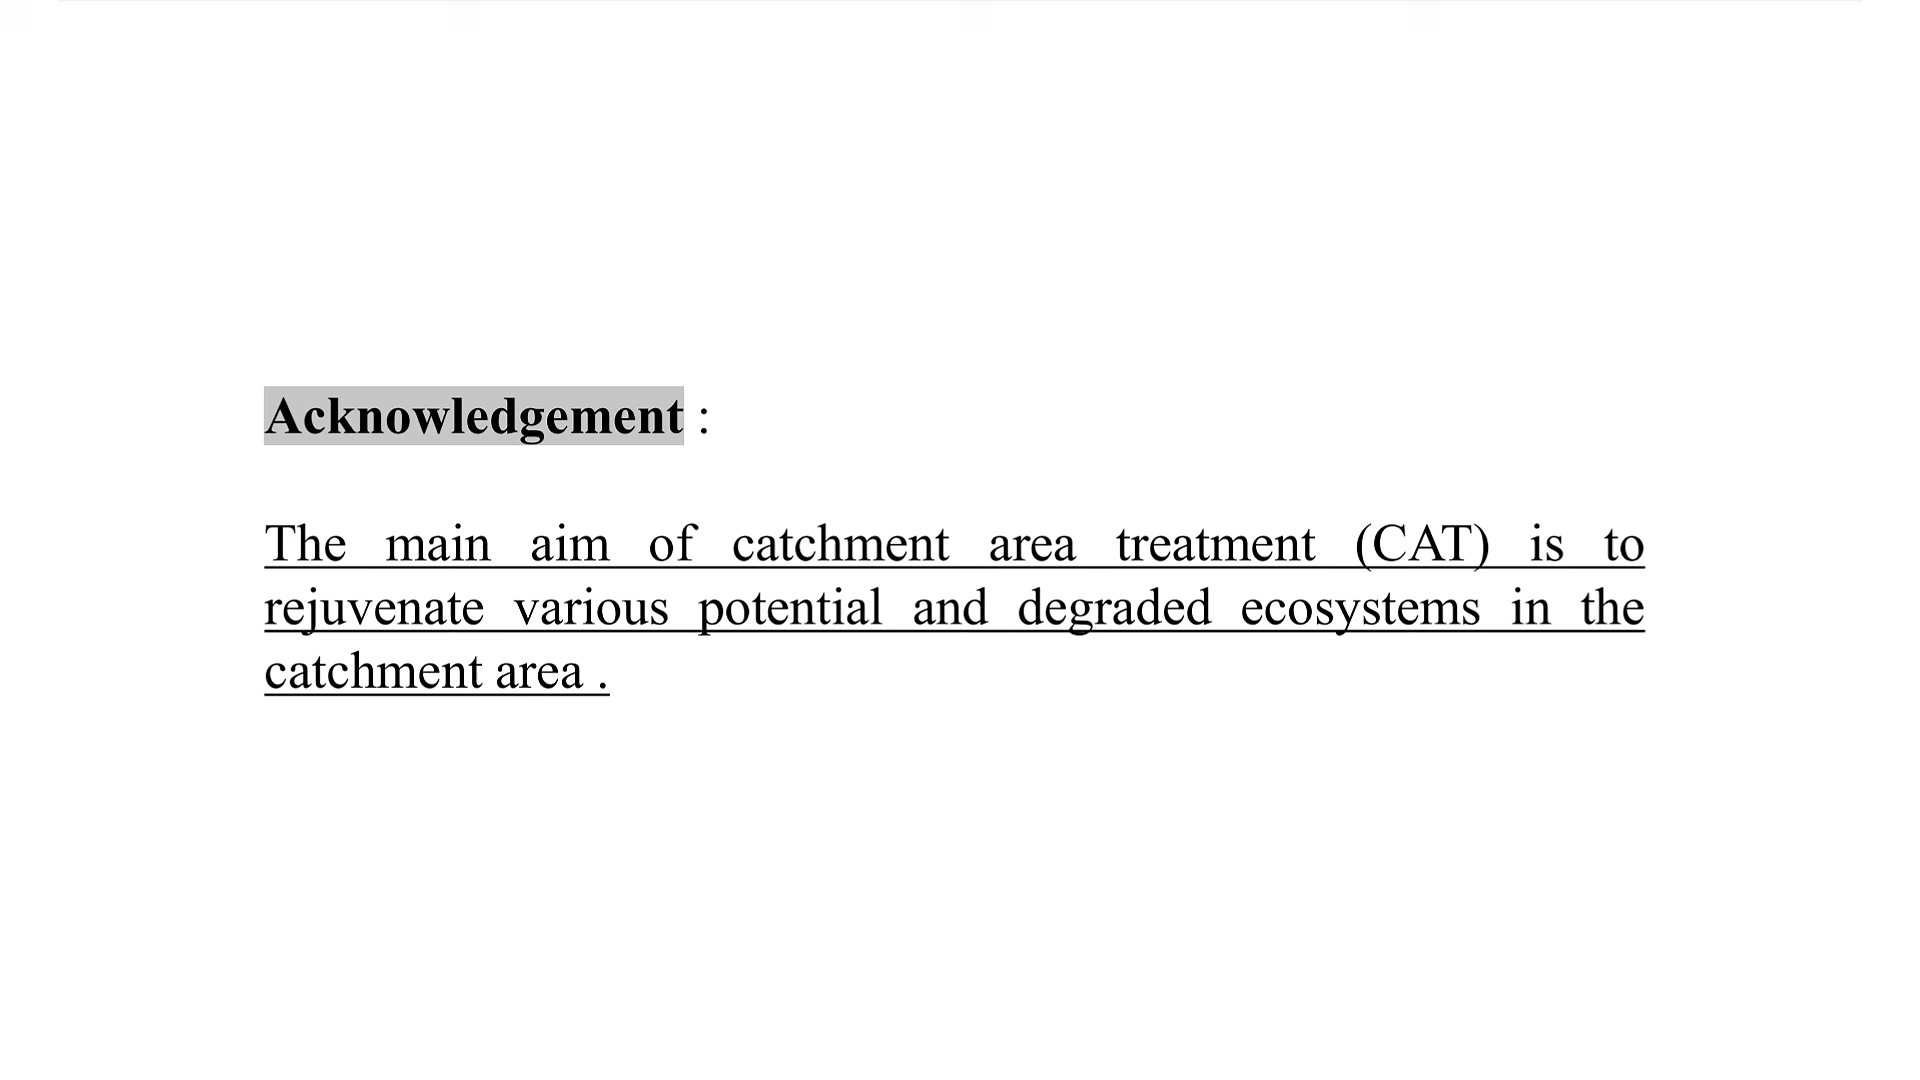 Acknowledgement :
The main aim of catchment area treatment (CAT) is to
rejuvenate various potential and degraded ecosystems in the
catchment area .